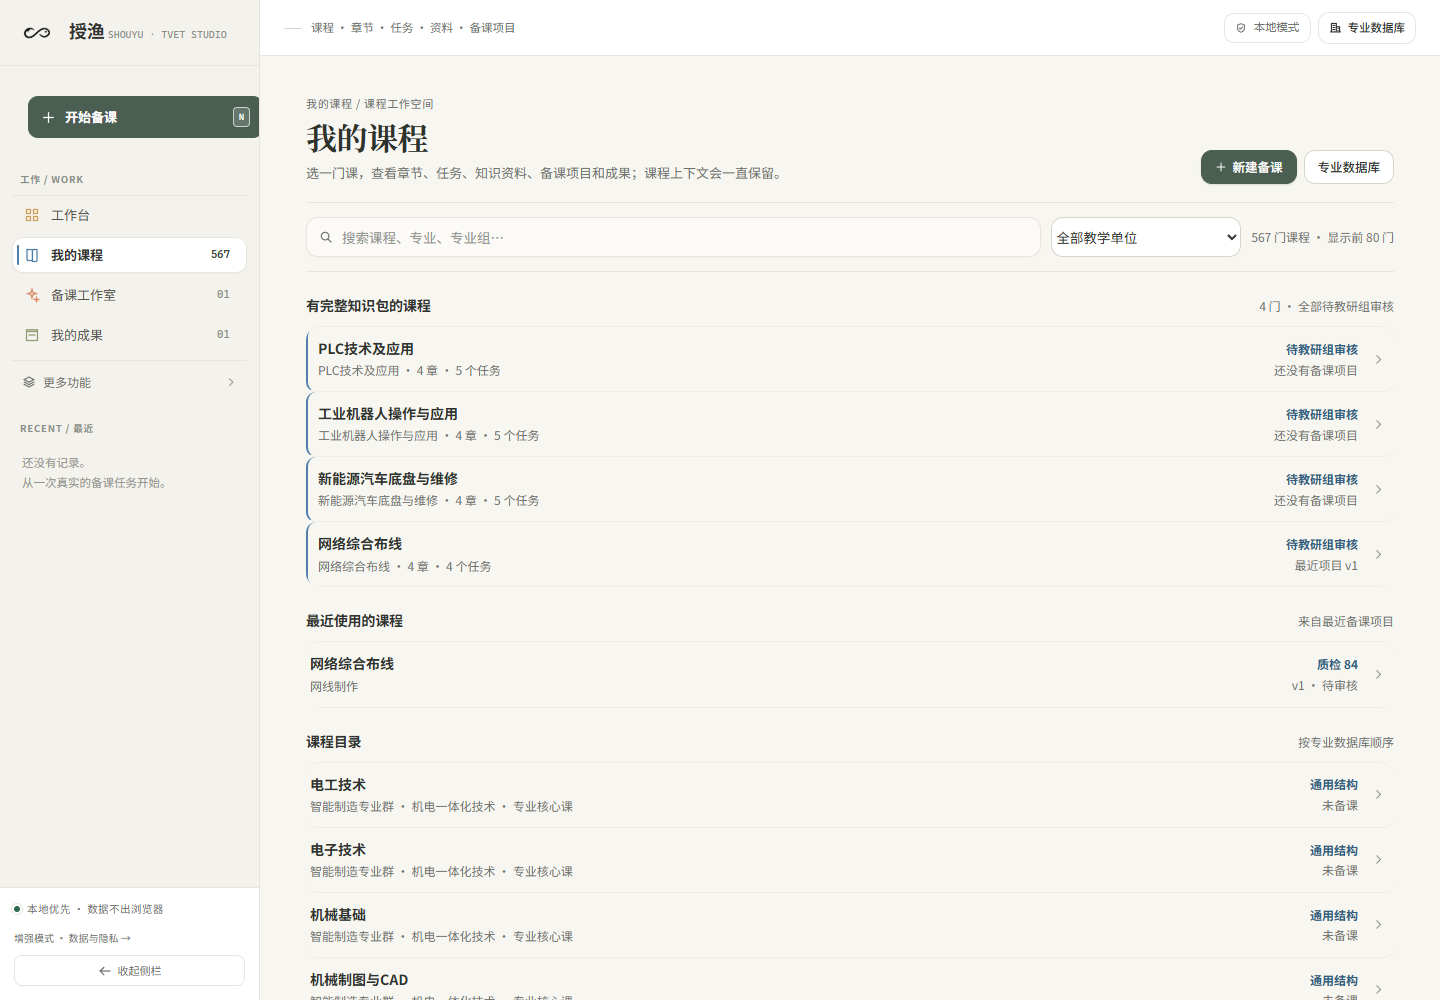 授渔 SHOUYU · TVET STUDIO
开始备课 N
工作 / WORK
工作台
我的课程 567
备课工作室 01
我的成果 01
更多功能
RECENT / 最近
还没有记录。
从一次真实的备课任务开始。
本地优先 · 数据不出浏览器
增强模式 · 数据与隐私 →
收起侧栏
课程 · 章节 · 任务 · 资料 · 备课项目
本地模式
专业数据库
我的课程 / 课程工作空间
我的课程
选一门课，查看章节、任务、知识资料、备课项目和成果；课程上下文会一直保留。
新建备课
专业数据库
搜索课程、专业、专业组…
全部教学单位
567 门课程 · 显示前 80 门
有完整知识包的课程
4 门 · 全部待教研组审核
PLC技术及应用
PLC技术及应用 · 4 章 · 5 个任务
待教研组审核
还没有备课项目
工业机器人操作与应用
工业机器人操作与应用 · 4 章 · 5 个任务
待教研组审核
还没有备课项目
新能源汽车底盘与维修
新能源汽车底盘与维修 · 4 章 · 5 个任务
待教研组审核
还没有备课项目
网络综合布线
网络综合布线 · 4 章 · 4 个任务
待教研组审核
最近项目 v1
最近使用的课程
来自最近备课项目
网络综合布线
网线制作
质检 84
v1 · 待审核
课程目录
按专业数据库顺序
电工技术
智能制造专业群 · 机电一体化技术 · 专业核心课
通用结构
未备课
电子技术
智能制造专业群 · 机电一体化技术 · 专业核心课
通用结构
未备课
机械基础
智能制造专业群 · 机电一体化技术 · 专业核心课
通用结构
未备课
机械制图与CAD
智能制造专业群 · 机电一体化技术 · 专业核心课
通用结构
未备课